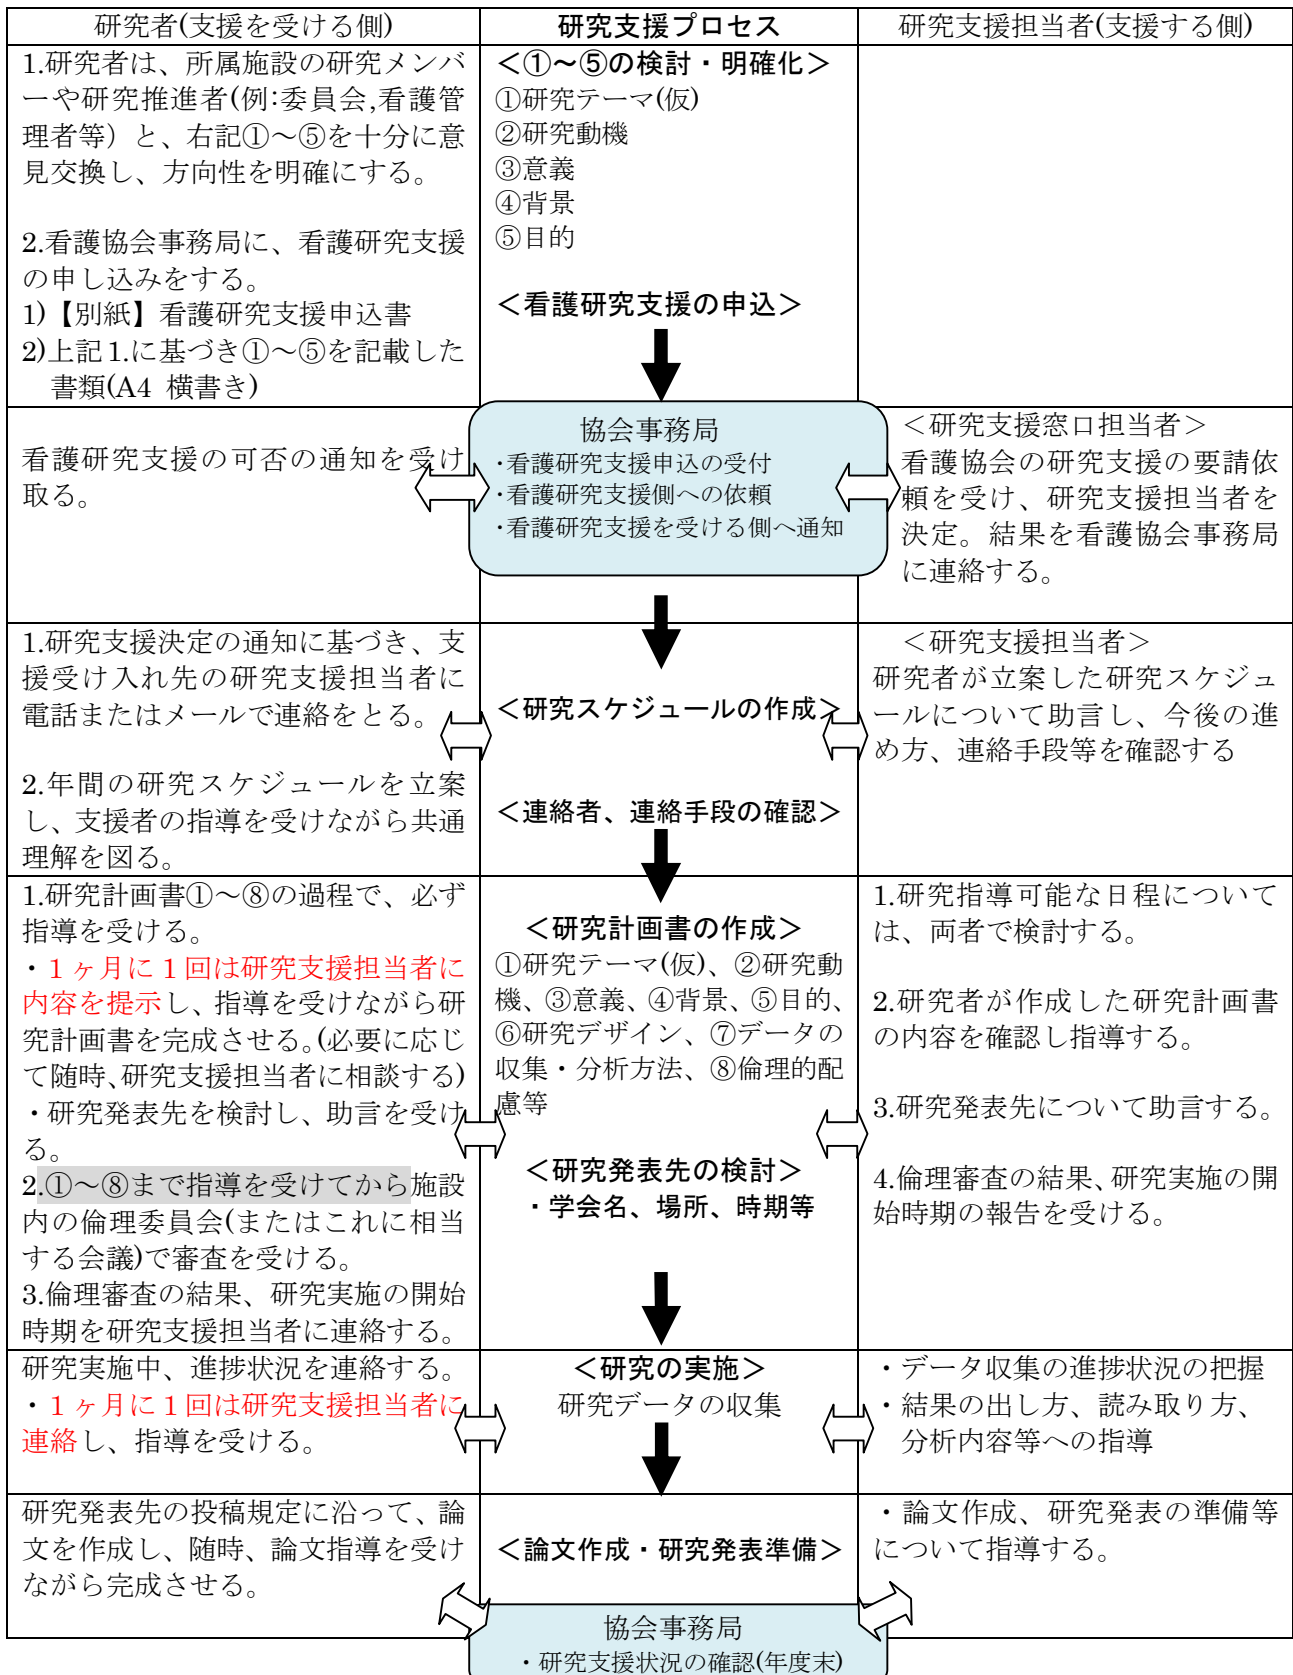 研究者(支援を受ける側)
研究支援プロセス
研究支援担当者(支援する側)
1.研究者は、所属施設の研究メンバ
ーや研究推進者(例:委員会,看護管
理者等）と、右記①～⑤を十分に意
見交換し、方向性を明確にする。
2.看護協会事務局に、看護研究支援
の申し込みをする。
1)【別紙】看護研究支援申込書
2)上記1.に基づき①～⑤を記載した
書類(A4 横書き)
＜①～⑤の検討・明確化＞
①研究テーマ(仮)
②研究動機
③意義
④背景
⑤目的
＜看護研究支援の申込＞
看護研究支援の可否の通知を受け
取る。
協会事務局
・看護研究支援申込の受付
・看護研究支援側への依頼
・看護研究支援を受ける側へ通知
＜研究支援窓口担当者＞
看護協会の研究支援の要請依
頼を受け、研究支援担当者を
決定。結果を看護協会事務局
に連絡する。
1.研究支援決定の通知に基づき、支
援受け入れ先の研究支援担当者に
電話またはメールで連絡をとる。
2.年間の研究スケジュールを立案
し、支援者の指導を受けながら共通
理解を図る。
＜研究スケジュールの作成＞
＜連絡者、連絡手段の確認＞
＜研究支援担当者＞
研究者が立案した研究スケジュ
ールについて助言し、今後の進
め方、連絡手段等を確認する
1.研究計画書①～⑧の過程で、必ず
指導を受ける。
・１ヶ月に１回は研究支援担当者に
内容を提示し、指導を受けながら研
究計画書を完成させる。(必要に応じ
て随時、研究支援担当者に相談する)
・研究発表先を検討し、助言を受け
る。
2.①～⑧まで指導を受けてから施設
内の倫理委員会(またはこれに相当
する会議)で審査を受ける。
3.倫理審査の結果、研究実施の開始
時期を研究支援担当者に連絡する。
＜研究計画書の作成＞
①研究テーマ(仮)、②研究動
機、③意義、④背景、⑤目的、
⑥研究デザイン、⑦データの
収集・分析方法、⑧倫理的配
慮等
＜研究発表先の検討＞
・学会名、場所、時期等
1.研究指導可能な日程について
は、両者で検討する。
2.研究者が作成した研究計画書
の内容を確認し指導する。
3.研究発表先について助言する。
4.倫理審査の結果、研究実施の開
始時期の報告を受ける。
研究実施中、進捗状況を連絡する。
・１ヶ月に１回は研究支援担当者に
連絡し、指導を受ける。
＜研究の実施＞
研究データの収集
・データ収集の進捗状況の把握
・結果の出し方、読み取り方、
分析内容等への指導
研究発表先の投稿規定に沿って、論
文を作成し、随時、論文指導を受け
ながら完成させる。
＜論文作成・研究発表準備＞
・論文作成、研究発表の準備等
について指導する。
協会事務局
・研究支援状況の確認(年度末)